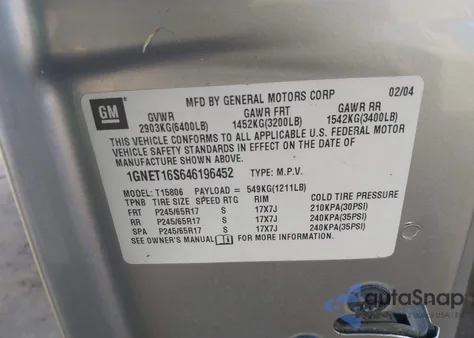 GM
MFD BY GENERAL MOTORS CORP 02/04
GVWR GAWR FRT GAWR RR
2903KG(6400LB) 1452KG(3200LB) 1542KG(3400LB)
THIS VEHICLE CONFORMS TO ALL APPLICABLE U.S. FEDERAL MOTOR
VEHICLE SAFETY STANDARDS IN EFFECT ON THE DATE OF
MANUFACTURE SHOWN ABOVE.
1GNET16S646196452 TYPE: M.P.V.
MODEL: T15806 PAYLOAD = 549KG(1211LB)
TPNB TIRE SIZE SPEED RTG RIM COLD TIRE PRESSURE
FRT P245/65R17 S 17X7J 210KPA(30PSI)
RR P245/65R17 S 17X7J 240KPA(35PSI)
SPA P245/65R17 S 17X7J 240KPA(35PSI)
SEE OWNER'S MANUAL FOR MORE INFORMATION.
autaSnap